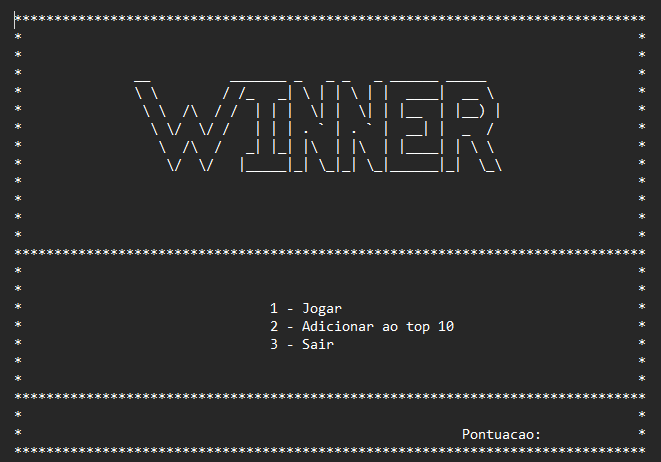 WINNER
1 - Jogar
2 - Adicionar ao top 10
3 - Sair
Pontuacao: